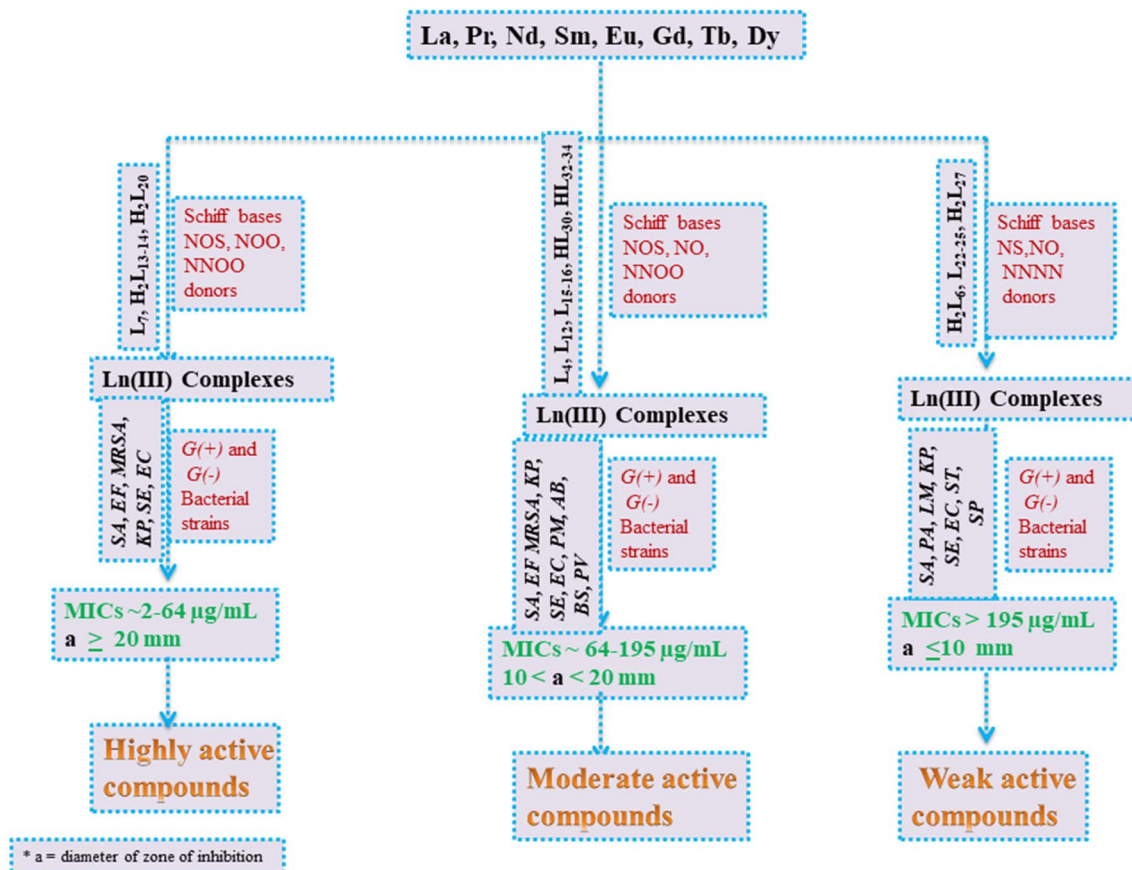 La, Pr, Nd, Sm, Eu, Gd, Tb, Dy
L₇, H₂L₁₃₋₁₄, H₂L₂₀
Schiff bases
NOS, NOO,
NNOO
donors
Ln(III) Complexes
SA, EF, MRSA,
KP, SE, EC
G(+) and
G(-)
Bacterial
strains
MICs ~2-64 µg/mL
a ≥ 20 mm
Highly active
compounds
L₄, L₁₂, L₁₅₋₁₆, HL₃₀, HL₃₂₋₃₄
Schiff bases
NOS, NO,
NNOO
donors
Ln(III) Complexes
SA, EF MRSA, KP,
SE, EC, PM, AB,
BS, PV
G(+) and
G(-)
Bacterial
strains
MICs ~ 64-195 µg/mL
10 < a < 20 mm
Moderate active
compounds
H₂L₆, L₂₂₋₂₅, H₂L₂₇
Schiff bases
NS,NO,
NNNN
donors
Ln(III) Complexes
SA, PA, LM, KP,
SE, EC, ST,
SP
G(+) and
G(-)
Bacterial
strains
MICs > 195 µg/mL
a ≤10 mm
Weak active
compounds
* a = diameter of zone of inhibition